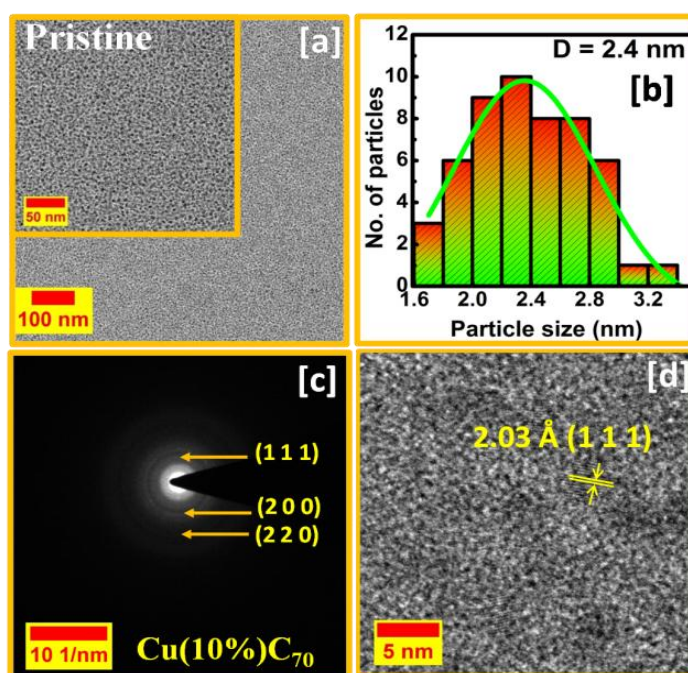 Pristine
[a]
50 nm
100 nm
D = 2.4 nm
[b]
No. of particles
12
10
8
6
4
2
0
1.6 2.0 2.4 2.8 3.2
Particle size (nm)
[c]
(1 1 1)
(2 0 0)
(2 2 0)
10 1/nm
Cu(10%)C₇₀
[d]
2.03 Å (1 1 1)
5 nm